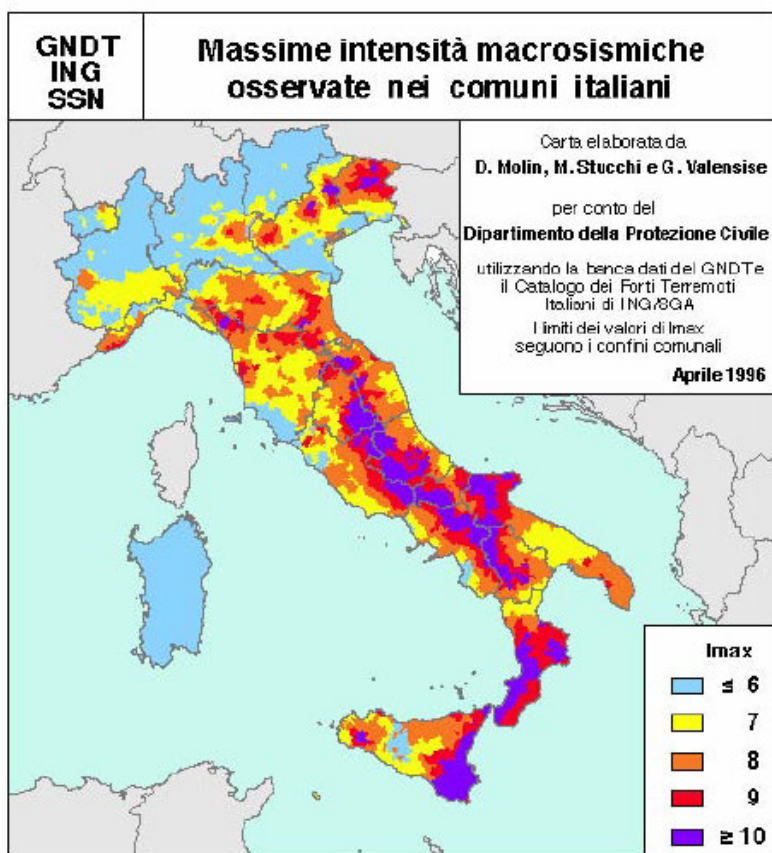 GNDT
ING
SSN
Massime intensità macrosismiche
osservate nei comuni italiani
Carta elaborata da
D. Molin, M. Stucchi e G. Valensise
per conto del
Dipartimento della Protezione Civile
utilizzando la banca dati del GNDT e
il Catalogo dei Forti Terremoti
Italiani di ING/SGA
I limiti dei valori di Imax
seguono i confini comunali
Aprile 1996
Imax
≤ 6
7
8
9
≥ 10